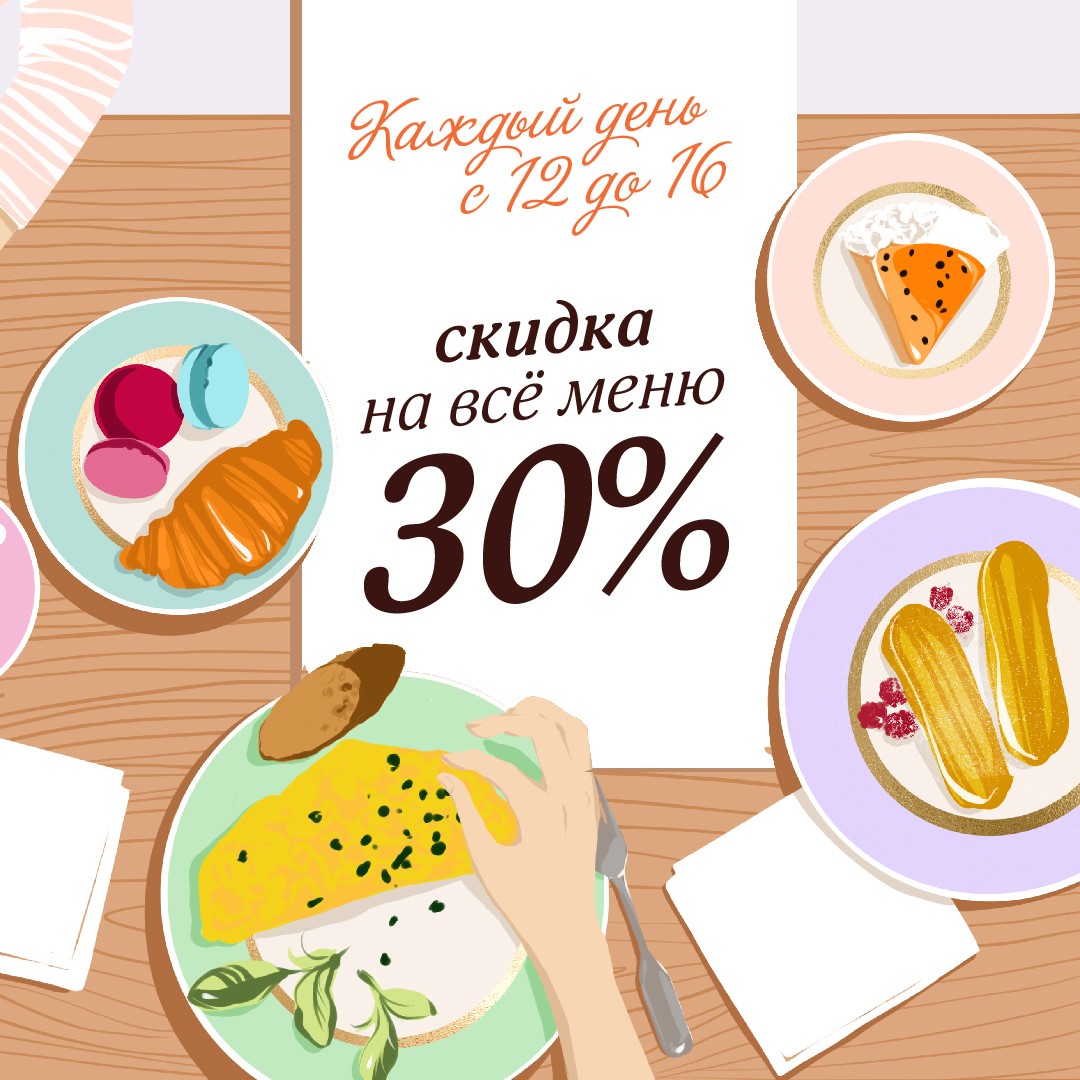 Каждый день
с 12 до 16
скидка
на всё меню
30%